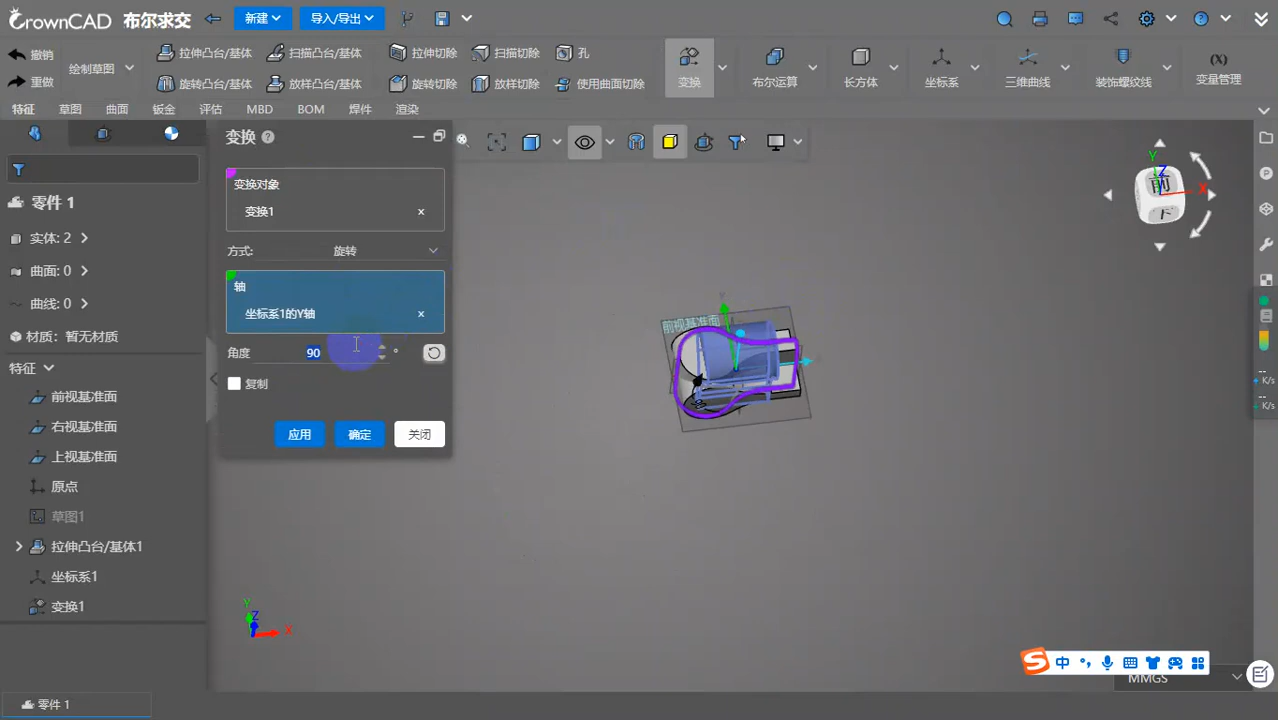 CrownCAD 布尔求交 新建 导入/导出
撤销
重做
绘制草图
拉伸凸台/基体 扫描凸台/基体 拉伸切除 扫描切除 孔
旋转凸台/基体 放样凸台/基体 旋转切除 放样切除 使用曲面切除
变换 布尔运算 长方体 坐标系 三维曲线 装饰螺纹线 变量管理
(X)
特征 草图 曲面 钣金 评估 MBD BOM 焊件 渲染
变换
变换对象
变换1
方式: 旋转
轴
坐标系1的Y轴
角度 90 °
复制
应用 确定 关闭
零件 1
实体: 2
曲面: 0
曲线: 0
材质: 暂无材质
特征
前视基准面
右视基准面
上视基准面
原点
草图1
拉伸凸台/基体1
坐标系1
变换1
前视基准面
Y
Z
X
前
下
Y
Z
X
K/s
K/s
中
MMGS
零件 1